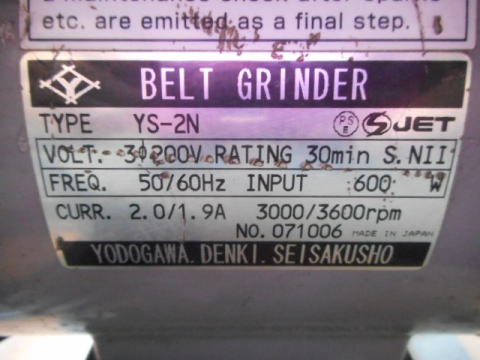 etc. are emitted as a final step.
BELT GRINDER
TYPE YS-2N PS E S JET
VOLT. 3ϕ200V RATING 30min S.NII
FREQ. 50/60Hz INPUT 600 W
CURR. 2.0/1.9A 3000/3600rpm
NO. 071006 MADE IN JAPAN
YODOGAWA.DENKI.SEISAKUSHO